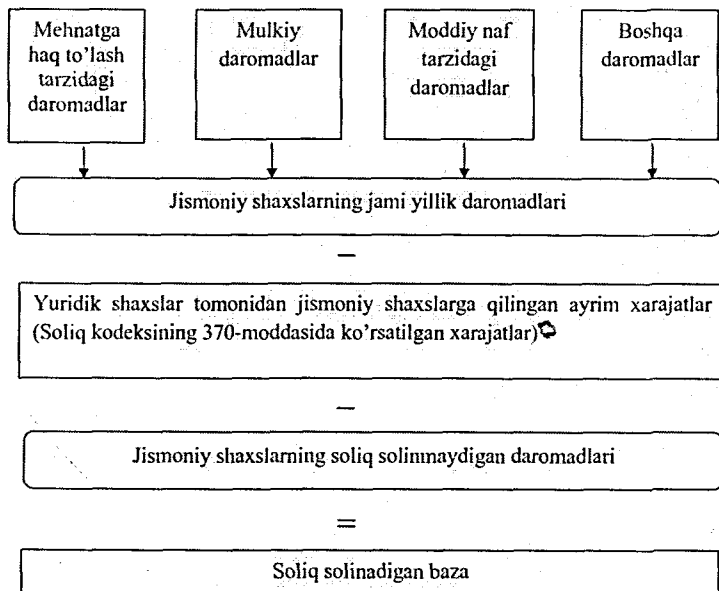 Mehnatga
haq to'lash
tarzidagi
daromadlar
Mulkiy
daromadlar
Moddiy naf
tarzidagi
daromadlar
Boshqa
daromadlar
Jismoniy shaxslarning jami yillik daromadlari
–
Yuridik shaxslar tomonidan jismoniy shaxslarga qilingan ayrim xarajatlar
(Soliq kodeksining 370-moddasida ko'rsatilgan xarajatlar)
–
Jismoniy shaxslarning soliq solinmaydigan daromadlari
=
Soliq solinadigan baza